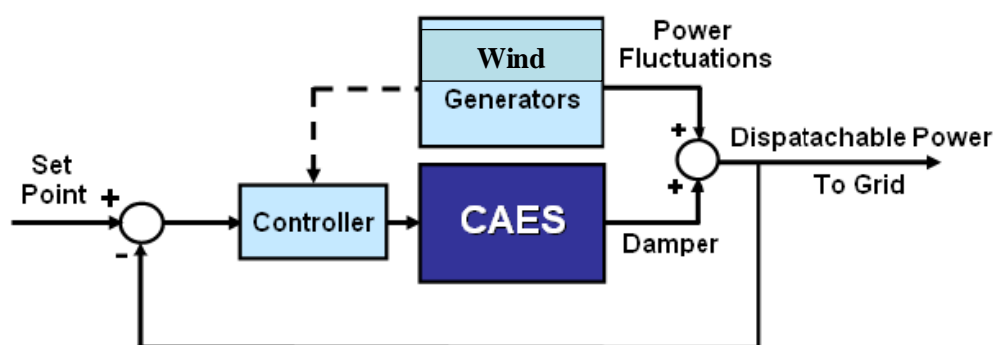 Wind
Generators
Power
Fluctuations
+
+
Dispatachable Power
To Grid
Set
Point
+
-
Controller
CAES
Damper